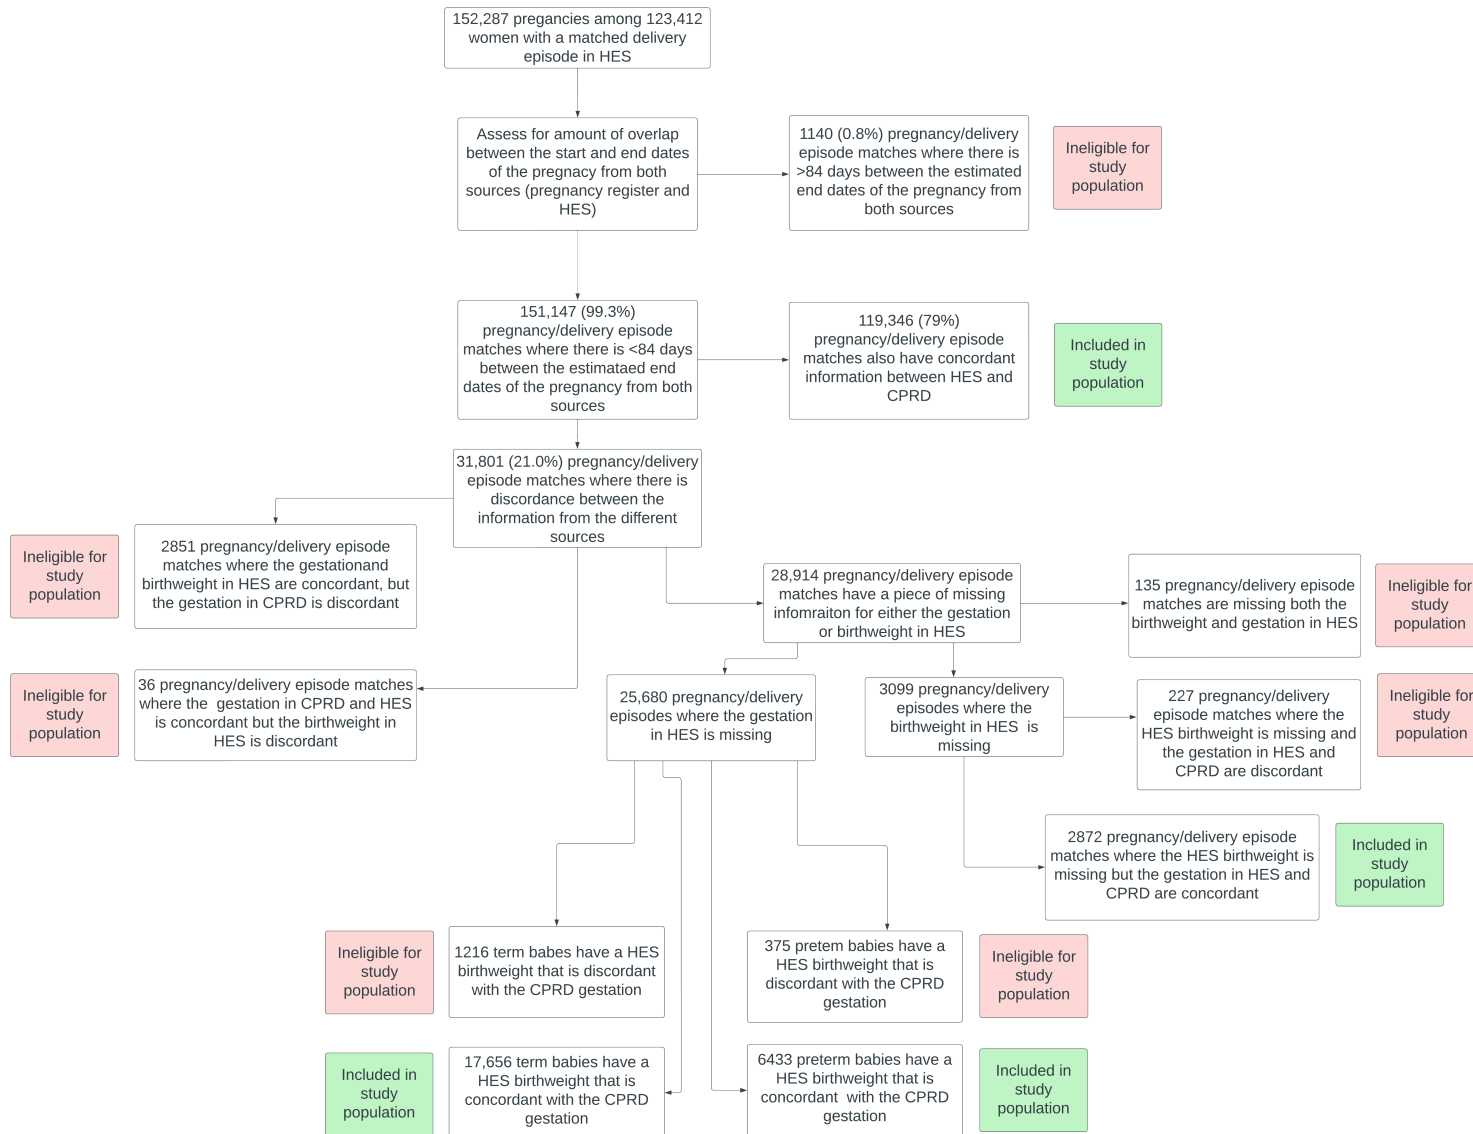 152,287 pregancies among 123,412
women with a matched delivery
episode in HES
Assess for amount of overlap
between the start and end dates
of the pregnacy from both
sources (pregnancy register and
HES)
1140 (0.8%) pregnancy/delivery
episode matches where there is
>84 days between the estimated
end dates of the pregnancy from
both sources
Ineligible for
study
population
151,147 (99.3%)
pregnancy/delivery episode
matches where there is <84 days
between the estimataed end
dates of the pregnancy from both
sources
119,346 (79%)
pregnancy/delivery episode
matches also have concordant
information between HES and
CPRD
Included in
study
population
31,801 (21.0%) pregnancy/delivery
episode matches where there is
discordance between the
information from the different
sources
Ineligible for
study
population
2851 pregnancy/delivery episode
matches where the gestationand
birthweight in HES are concordant, but
the gestation in CPRD is discordant
28,914 pregnancy/delivery episode
matches have a piece of missing
infomraiton for either the gestation
or birthweight in HES
135 pregnancy/delivery episode
matches are missing both the
birthweight and gestation in HES
Ineligible for
study
population
Ineligible for
study
population
36 pregnancy/delivery episode matches
where the  gestation in CPRD and HES
is concordant but the birthweight in
HES is discordant
25,680 pregnancy/delivery
episodes where the gestation
in HES is missing
3099 pregnancy/delivery
episodes where the
birthweight in HES  is
missing
227 pregnancy/delivery
episode matches where the
HES birthweight is missing and
the gestation in HES and
CPRD are discordant
Ineligible for
study
population
2872 pregnancy/delivery episode
matches where the HES birthweight is
missing but the gestation in HES and
CPRD are concordant
Included in
study
population
Ineligible for
study
population
1216 term babes have a HES
birthweight that is discordant
with the CPRD gestation
375 pretem babies have a
HES birthweight that is
discordant with the CPRD
gestation
Ineligible for
study
population
Included in
study
population
17,656 term babies have a
HES birthweight that is
concordant with the CPRD
gestation
6433 preterm babies have a
HES birthweight that is
concordant  with the CPRD
gestation
Included in
study
population